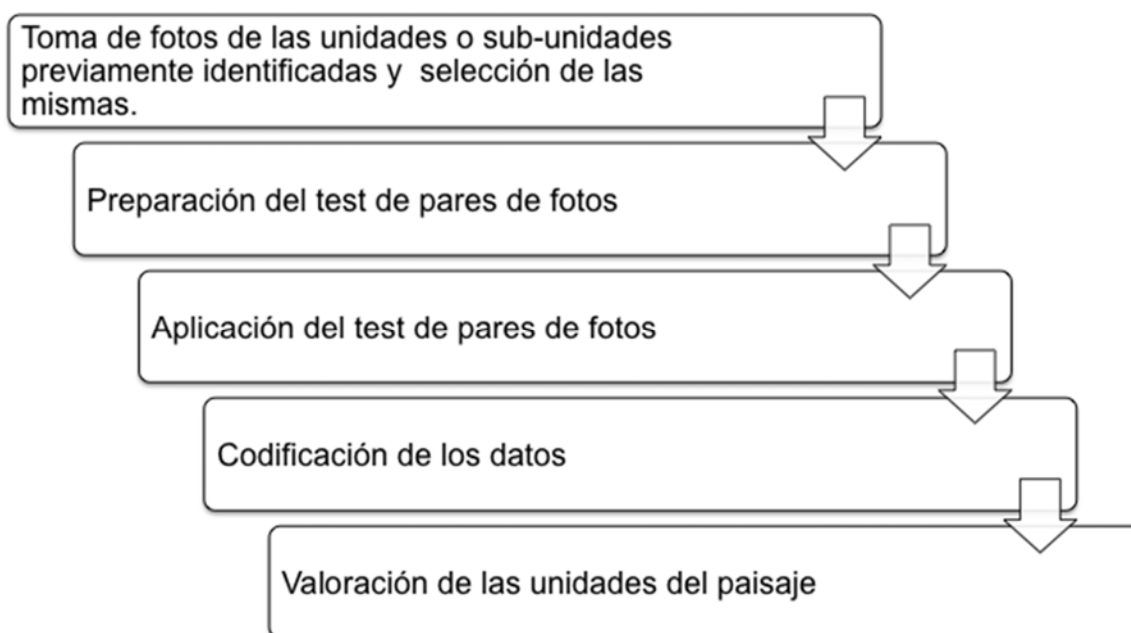 Toma de fotos de las unidades o sub-unidades
previamente identificadas y selección de las
mismas.
Preparación del test de pares de fotos
Aplicación del test de pares de fotos
Codificación de los datos
Valoración de las unidades del paisaje